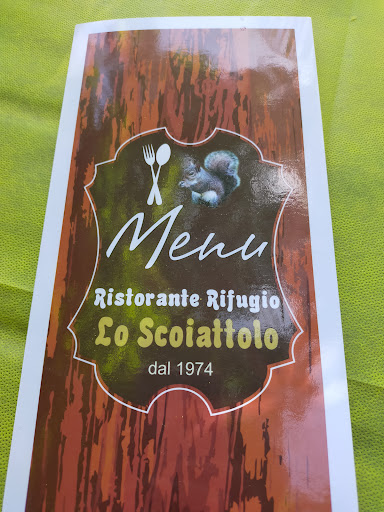 Menu
Ristorante Rifugio
Lo Scoiattolo
dal 1974